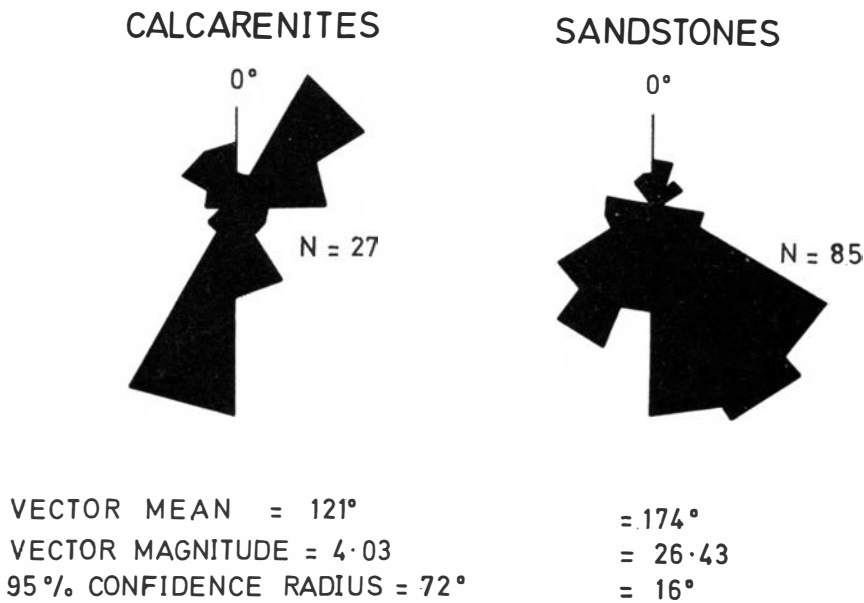 CALCARENITES SANDSTONES
0° 0°
N = 27 N = 85
VECTOR MEAN = 121° = 174°
VECTOR MAGNITUDE = 4·03 = 26·43
95% CONFIDENCE RADIUS = 72° = 16°